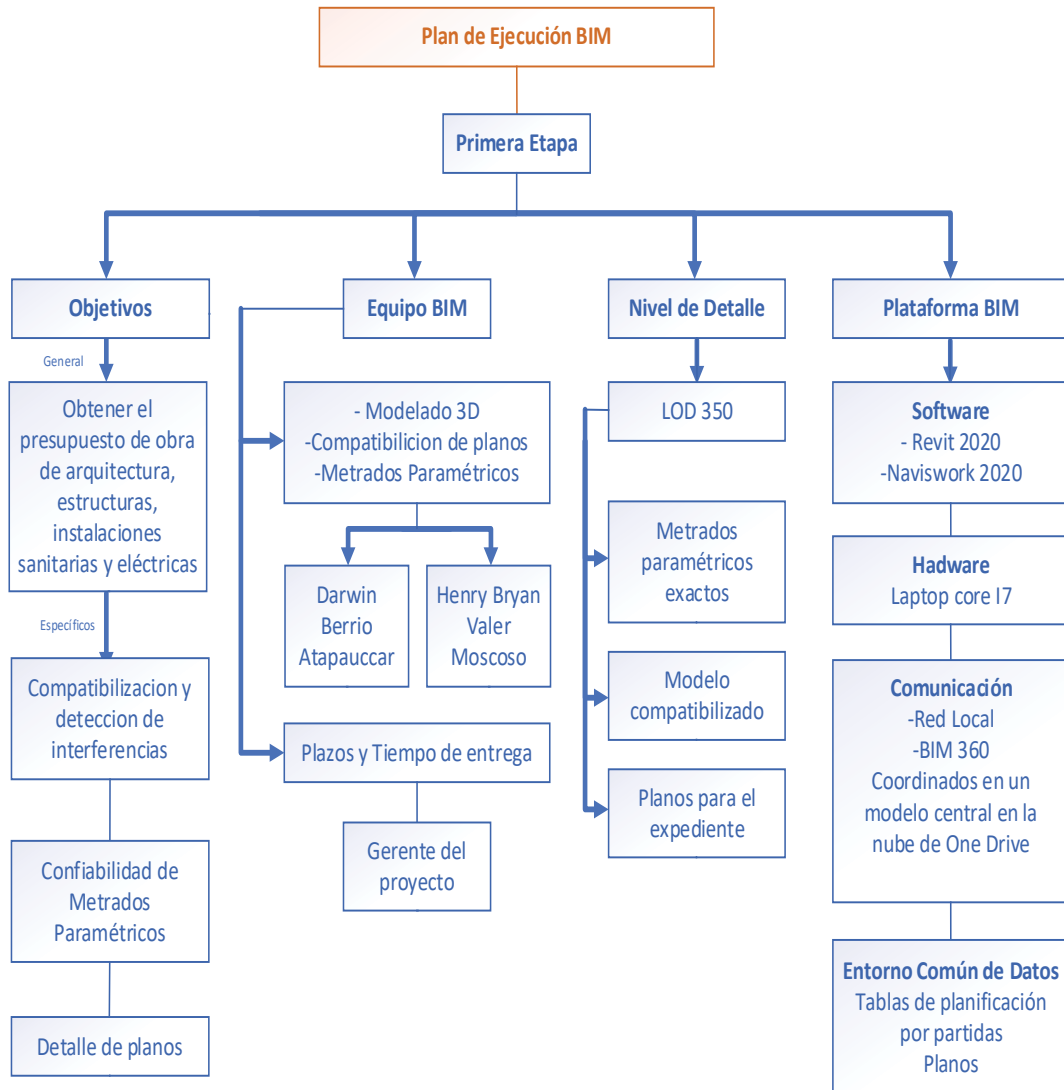 Plan de Ejecución BIM
Primera Etapa
Objetivos
General
Obtener el
presupuesto de obra
de arquitectura,
estructuras,
instalaciones
sanitarias y eléctricas
Específicos
Compatibilizacion y
deteccion de
interferencias
Confiabilidad de
Metrados
Paramétricos
Detalle de planos
Equipo BIM
- Modelado 3D
-Compatibilicion de planos
-Metrados Paramétricos
Darwin
Berrio
Atapauccar
Henry Bryan
Valer
Moscoso
Plazos y Tiempo de entrega
Gerente del
proyecto
Nivel de Detalle
LOD 350
Metrados
paramétricos
exactos
Modelo
compatibilizado
Planos para el
expediente
Plataforma BIM
Software
- Revit 2020
-Naviswork 2020
Hadware
Laptop core I7
Comunicación
-Red Local
-BIM 360
Coordinados en un
modelo central en la
nube de One Drive
Entorno Común de Datos
Tablas de planificación
por partidas
Planos